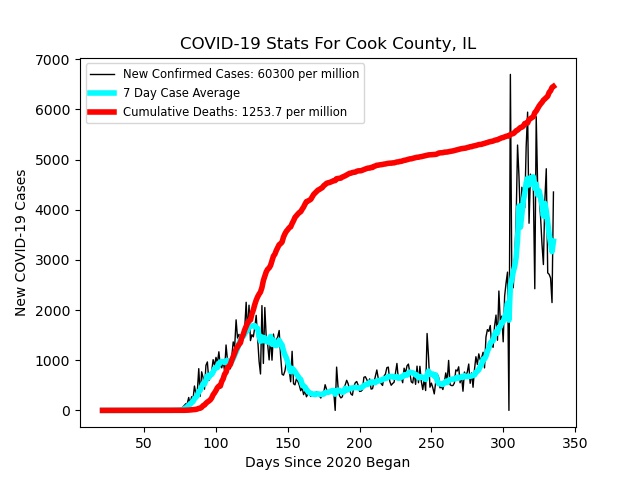 COVID-19 Stats For Cook County, IL
New Confirmed Cases: 60300 per million
7 Day Case Average
Cumulative Deaths: 1253.7 per million
New COVID-19 Cases
7000
6000
5000
4000
3000
2000
1000
0
50
100
150
200
250
300
350
Days Since 2020 Began